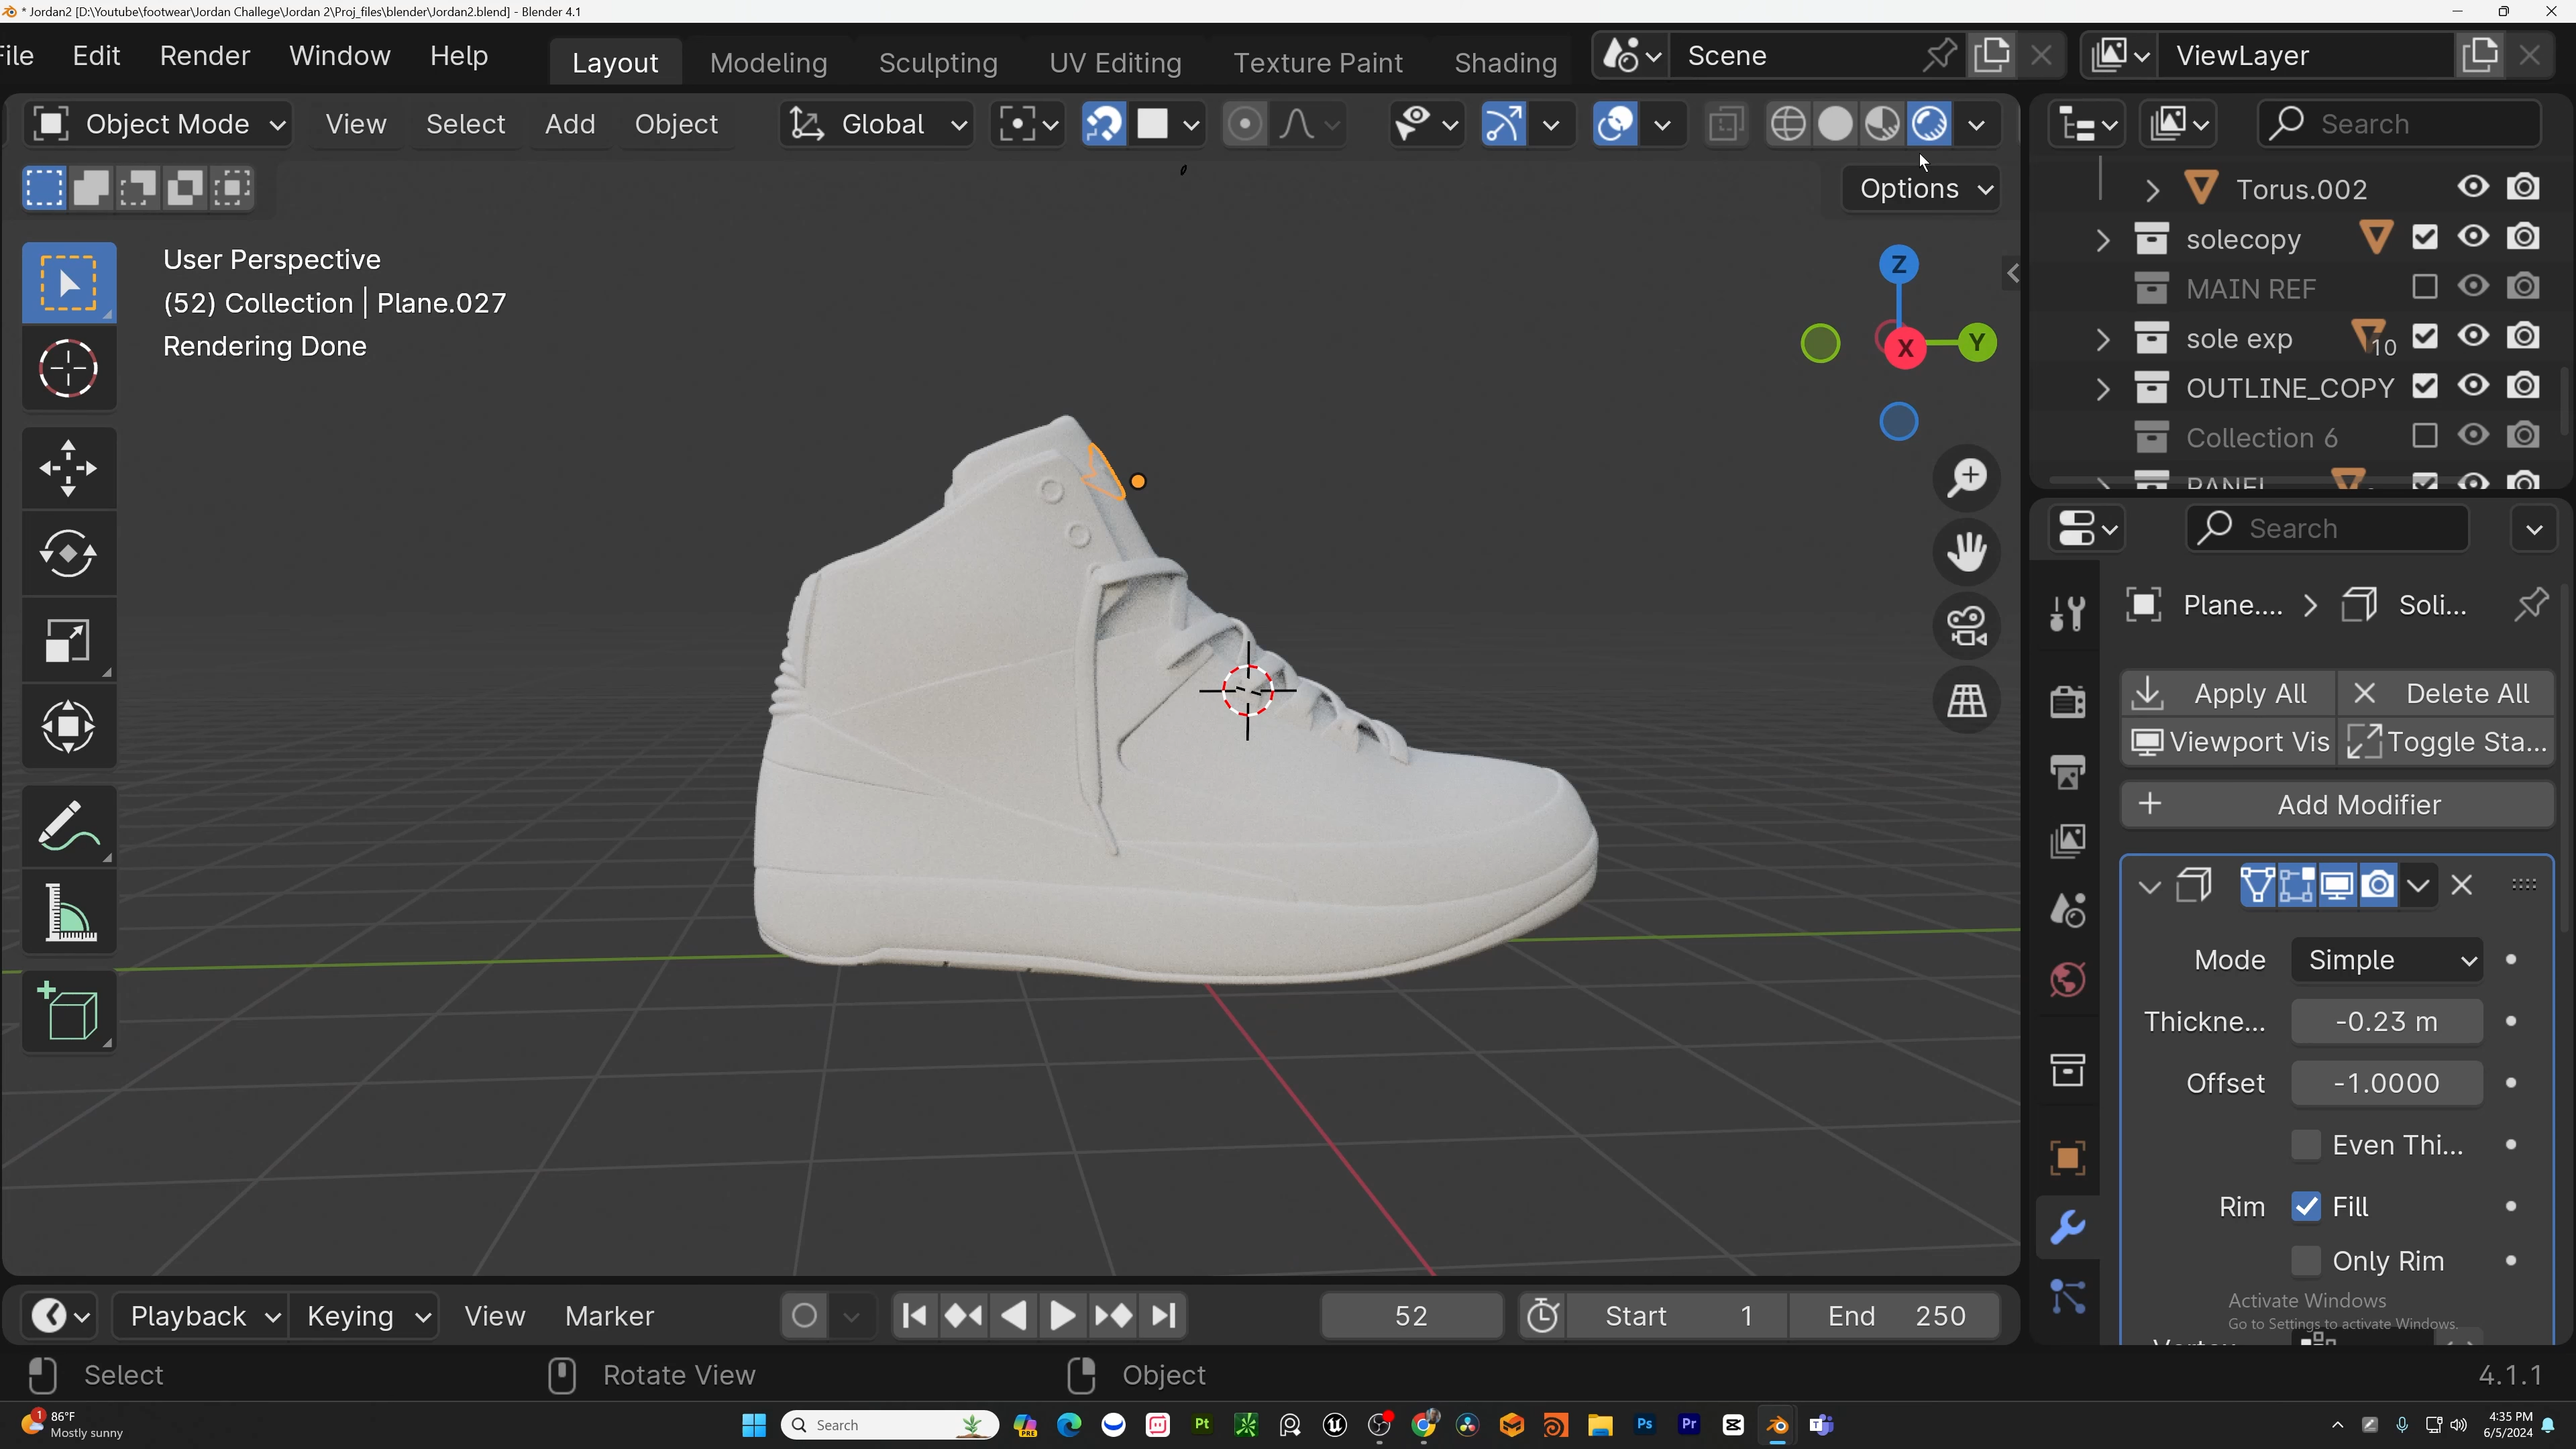 * Jordan2 [D:\Youtube\footwear\Jordan Challege\Jordan 2\Proj_files\blender\Jordan2.blend] - Blender 4.1
File Edit Render Window Help Layout Modeling Sculpting UV Editing Texture Paint Shading Scene ViewLayer
Object Mode View Select Add Object Global Search
Options
User Perspective
(52) Collection | Plane.027
Rendering Done
Z
Y
X
Torus.002
solecopy
MAIN REF
sole exp 10
OUTLINE_COPY
Collection 6
PANEL
Search
Plane.... Soli...
Apply All Delete All
Viewport Vis Toggle Sta...
Add Modifier
Mode Simple
Thickne... -0.23 m
Offset -1.0000
Even Thi...
Rim Fill
Only Rim
Activate Windows
Go to Settings to activate Windows.
Playback Keying View Marker 52 Start 1 End 250
Select Rotate View Object 4.1.1
1 86°F
Mostly sunny
Search
PRE
Pt
Ps
Pr
4:35 PM
6/5/2024